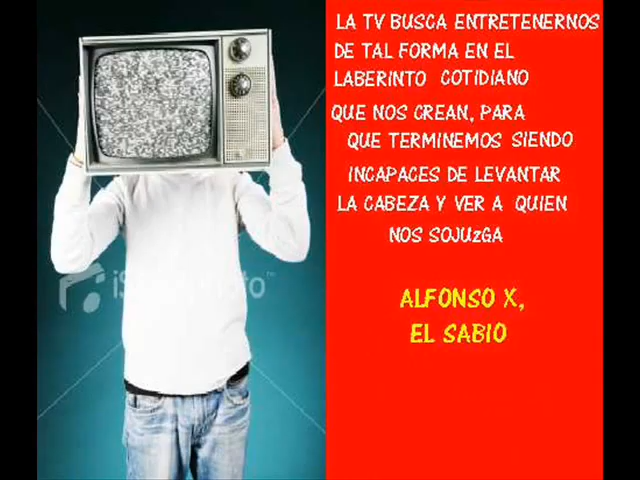 LA TV BUSCA ENTRETENERNOS
DE TAL FORMA EN EL
LABERINTO COTIDIANO
QUE NOS CREAN, PARA
QUE TERMINEMOS SIENDO
INCAPACES DE LEVANTAR
LA CABEZA Y VER A QUIEN
NOS SOJUzGA
ALFONSO X,
EL SABIO